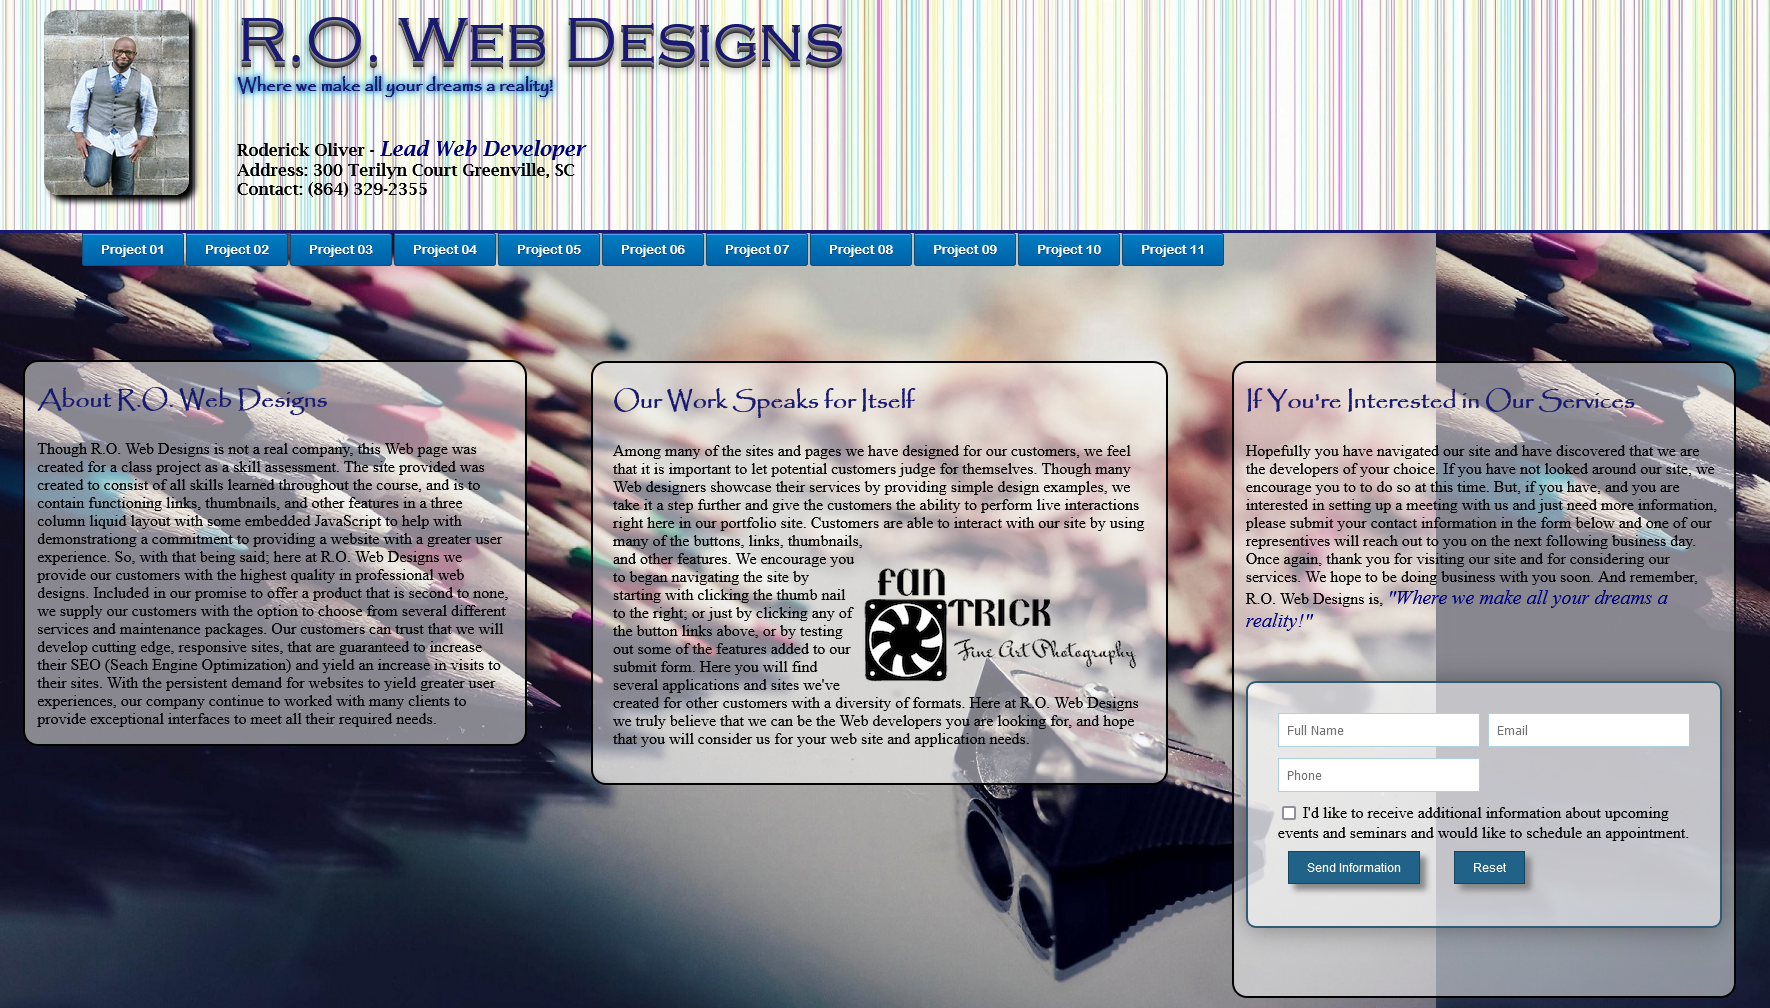 R.O. Web Designs
Where we make all your dreams a reality!
Roderick Oliver - Lead Web Developer
Address: 300 Terilyn Court Greenville, SC
Contact: (864) 329-2355
Project 01 Project 02 Project 03 Project 04 Project 05 Project 06 Project 07 Project 08 Project 09 Project 10 Project 11
About R.O. Web Designs
Though R.O. Web Designs is not a real company, this Web page was
created for a class project as a skill assessment. The site provided was
created to consist of all skills learned throughout the course, and is to
contain functioning links, thumbnails, and other features in a three
column liquid layout with some embedded JavaScript to help with
demonstrationg a commitment to providing a website with a greater user
experience. So, with that being said; here at R.O. Web Designs we
provide our customers with the highest quality in professional web
designs. Included in our promise to offer a product that is second to none,
we supply our customers with the option to choose from several different
services and maintenance packages. Our customers can trust that we will
develop cutting edge, responsive sites, that are guaranteed to increase
their SEO (Seach Engine Optimization) and yield an increase in visits to
their sites. With the persistent demand for websites to yield greater user
experiences, our company continue to worked with many clients to
provide exceptional interfaces to meet all their required needs.
Our Work Speaks for Itself
Among many of the sites and pages we have designed for our customers, we feel
that it is important to let potential customers judge for themselves. Though many
Web designers showcase their services by providing simple design examples, we
take it a step further and give the customers the ability to perform live interactions
right here in our portfolio site. Customers are able to interact with our site by using
many of the buttons, links, thumbnails,
and other features. We encourage you
to began navigating the site by
starting with clicking the thumb nail
to the right; or just by clicking any of
the button links above, or by testing
out some of the features added to our
submit form. Here you will find
several applications and sites we've
created for other customers with a diversity of formats. Here at R.O. Web Designs
we truly believe that we can be the Web developers you are looking for, and hope
that you will consider us for your web site and application needs.
fan
TRICK
Fine Art Photography
If You're Interested in Our Services
Hopefully you have navigated our site and have discovered that we are
the developers of your choice. If you have not looked around our site, we
encourage you to to do so at this time. But, if you have, and you are
interested in setting up a meeting with us and just need more information,
please submit your contact information in the form below and one of our
representives will reach out to you on the next following business day.
Once again, thank you for visiting our site and for considering our
services. We hope to be doing business with you soon. And remember,
R.O. Web Designs is, "Where we make all your dreams a
reality!"
Full Name Email
Phone
I'd like to receive additional information about upcoming
events and seminars and would like to schedule an appointment.
Send Information Reset